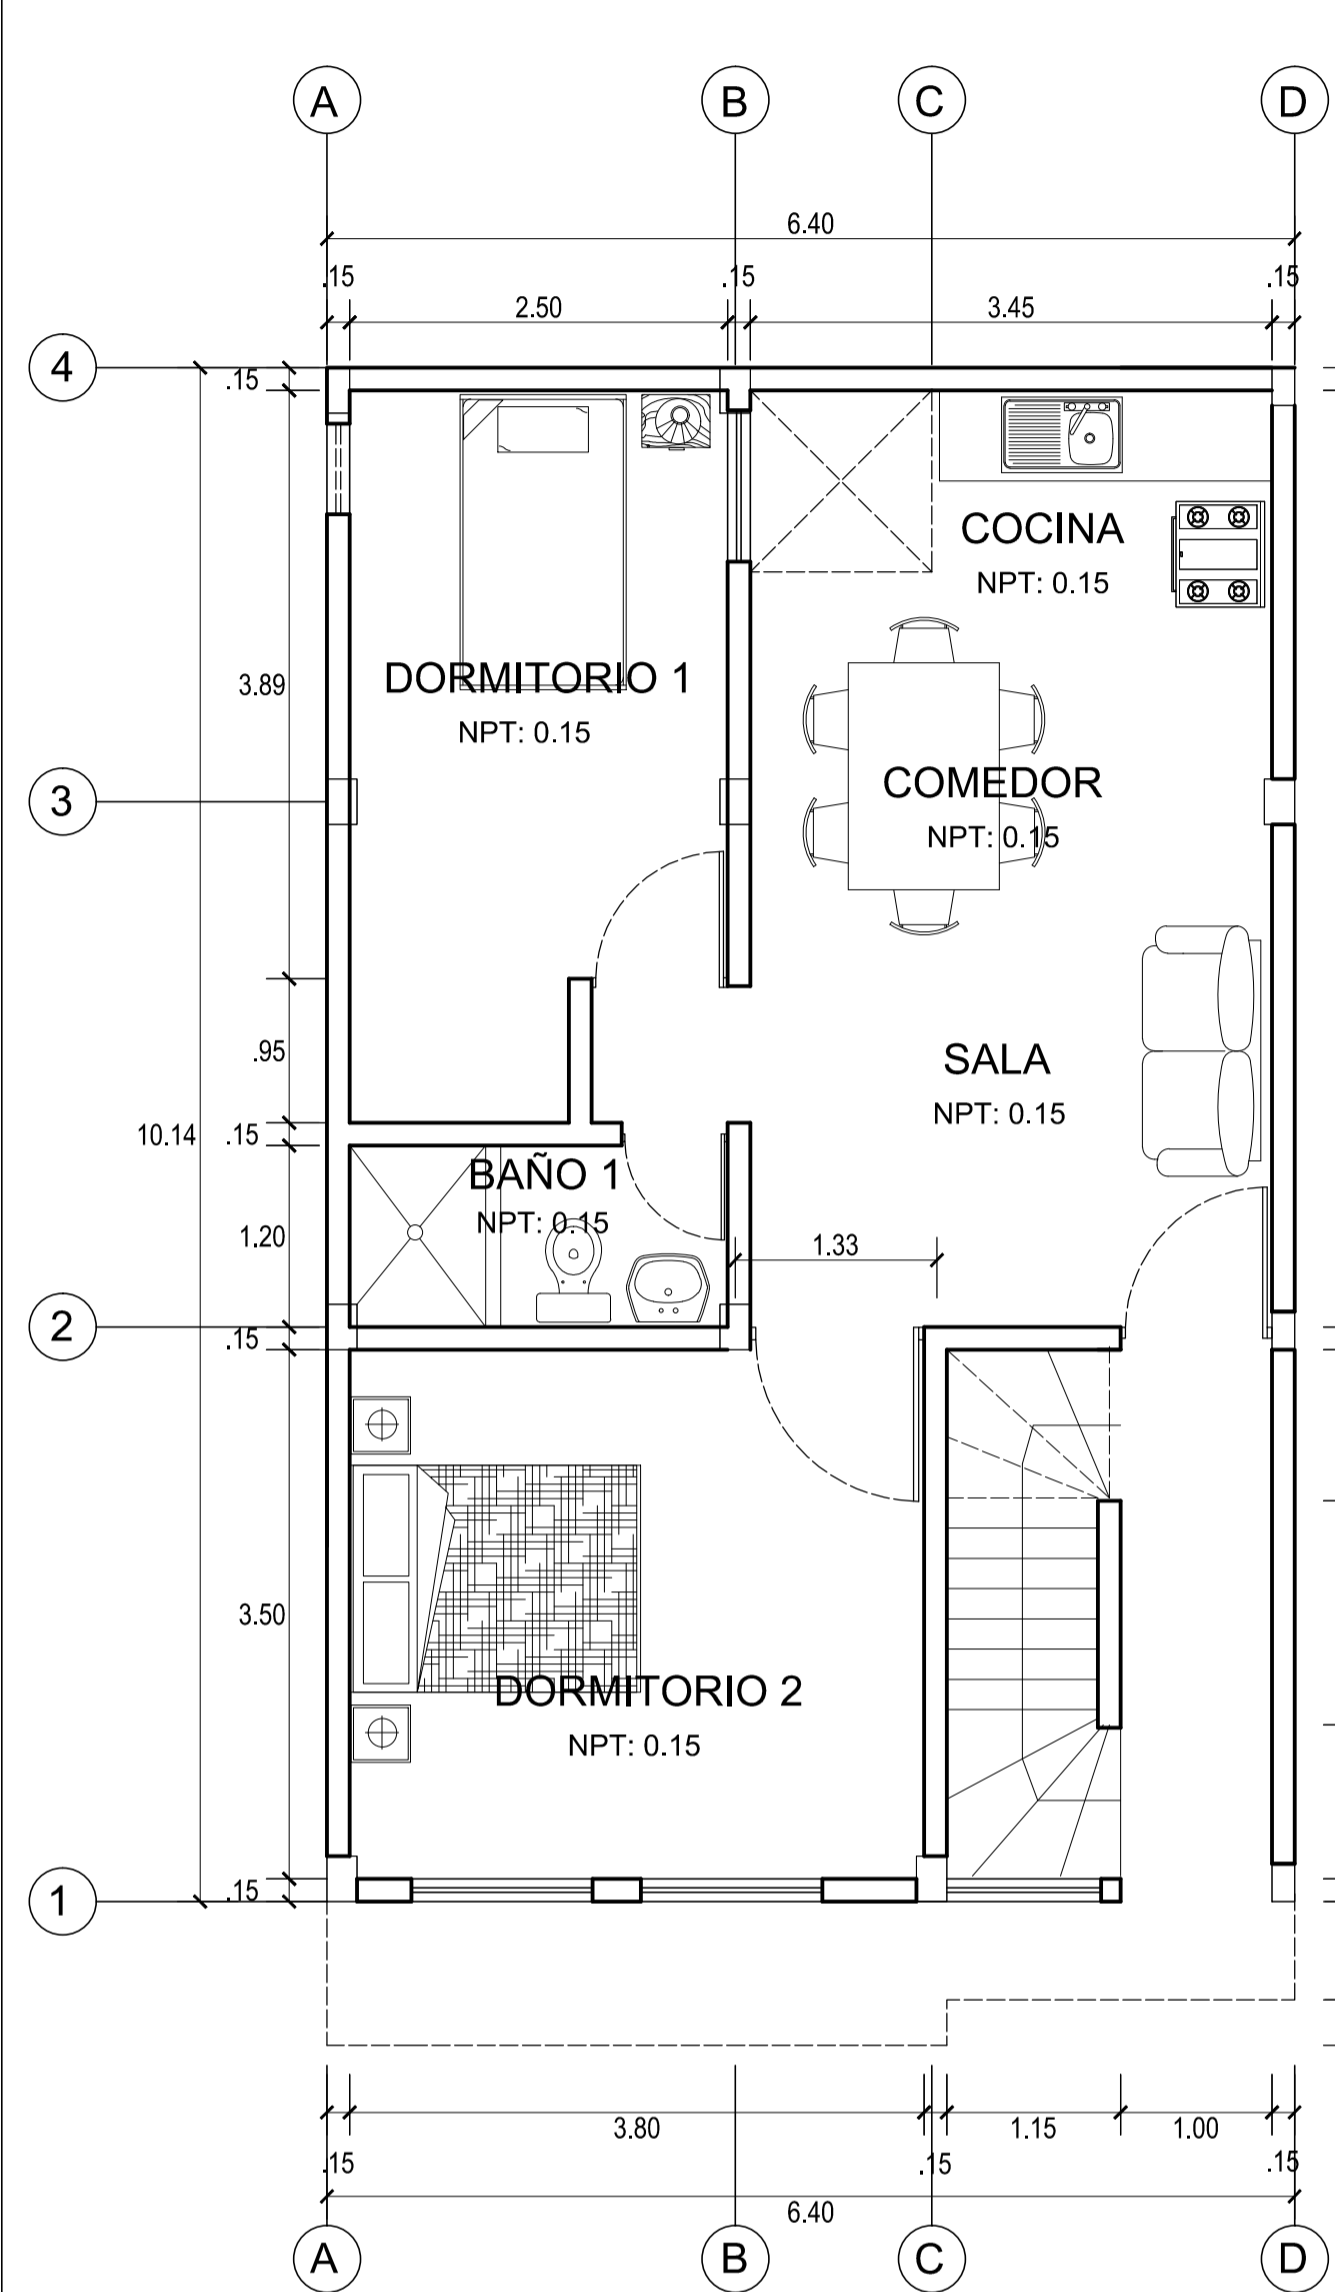 A B C D
6.40
.15 .15 .15
2.50 3.45
4
.15
COCINA
NPT: 0.15
DORMITORIO 1
3.89
NPT: 0.15
COMEDOR
3
NPT: 0.15
.95
SALA
NPT: 0.15
10.14 .15
BAÑO 1
NPT: 0.15
1.20
1.33
2
.15
3.50
DORMITORIO 2
NPT: 0.15
.15
1
3.80 1.15 1.00
.15 .15 .15
6.40
A B C D